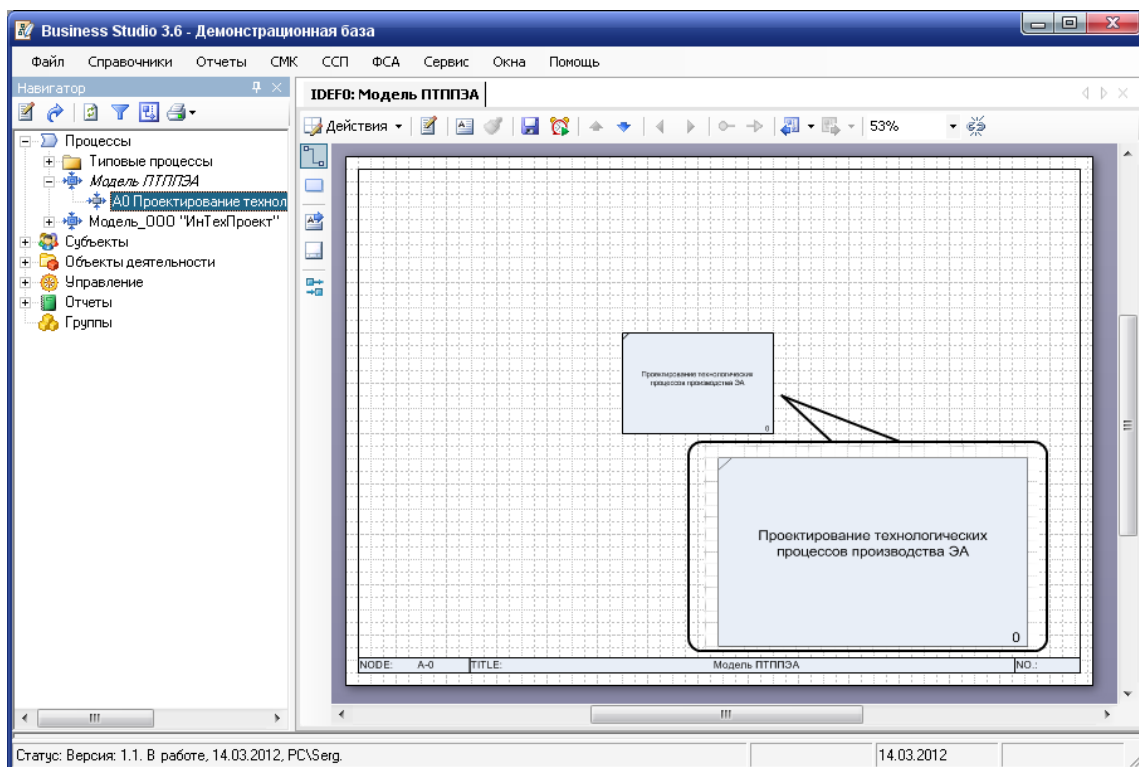 Business Studio 3.6 - Демонстрационная база
Файл Справочники Отчеты СМК ССП ФСА Сервис Окна Помощь
Навигатор
Процессы
Типовые процессы
Модель ПТППЭА
А0 Проектирование технол
Модель_ООО "ИнТехПроект"
Субъекты
Объекты деятельности
Управление
Отчеты
Группы
IDEF0: Модель ПТППЭА
Действия 53%
Проектирование технологических
процессов производства ЭА
0
Проектирование технологических
процессов производства ЭА
0
NODE: A-0 TITLE: Модель ПТППЭА NO.:
Статус: Версия: 1.1. В работе, 14.03.2012, PC\Serg. 14.03.2012